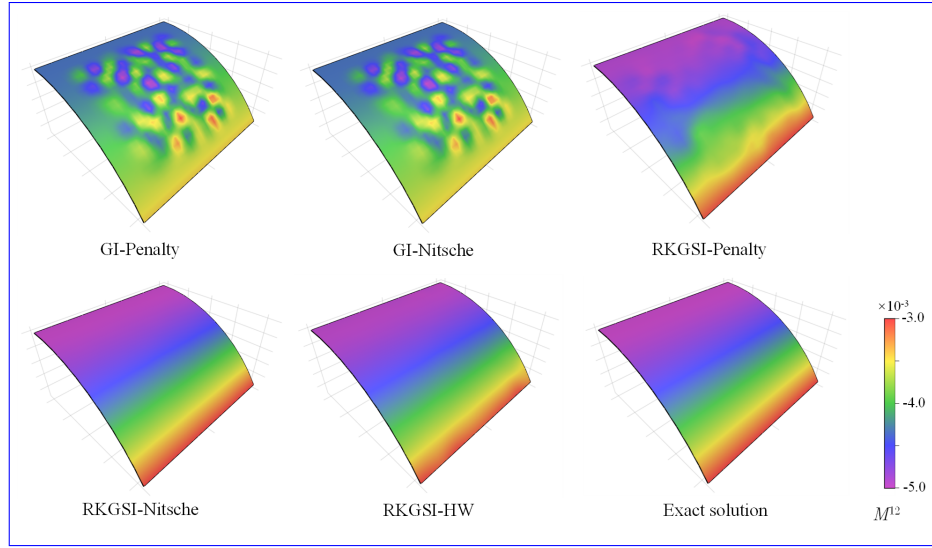 GI-Penalty
GI-Nitsche
RKGSI-Penalty
RKGSI-Nitsche
RKGSI-HW
Exact solution
×10⁻³
-3.0
-4.0
-5.0
M¹²